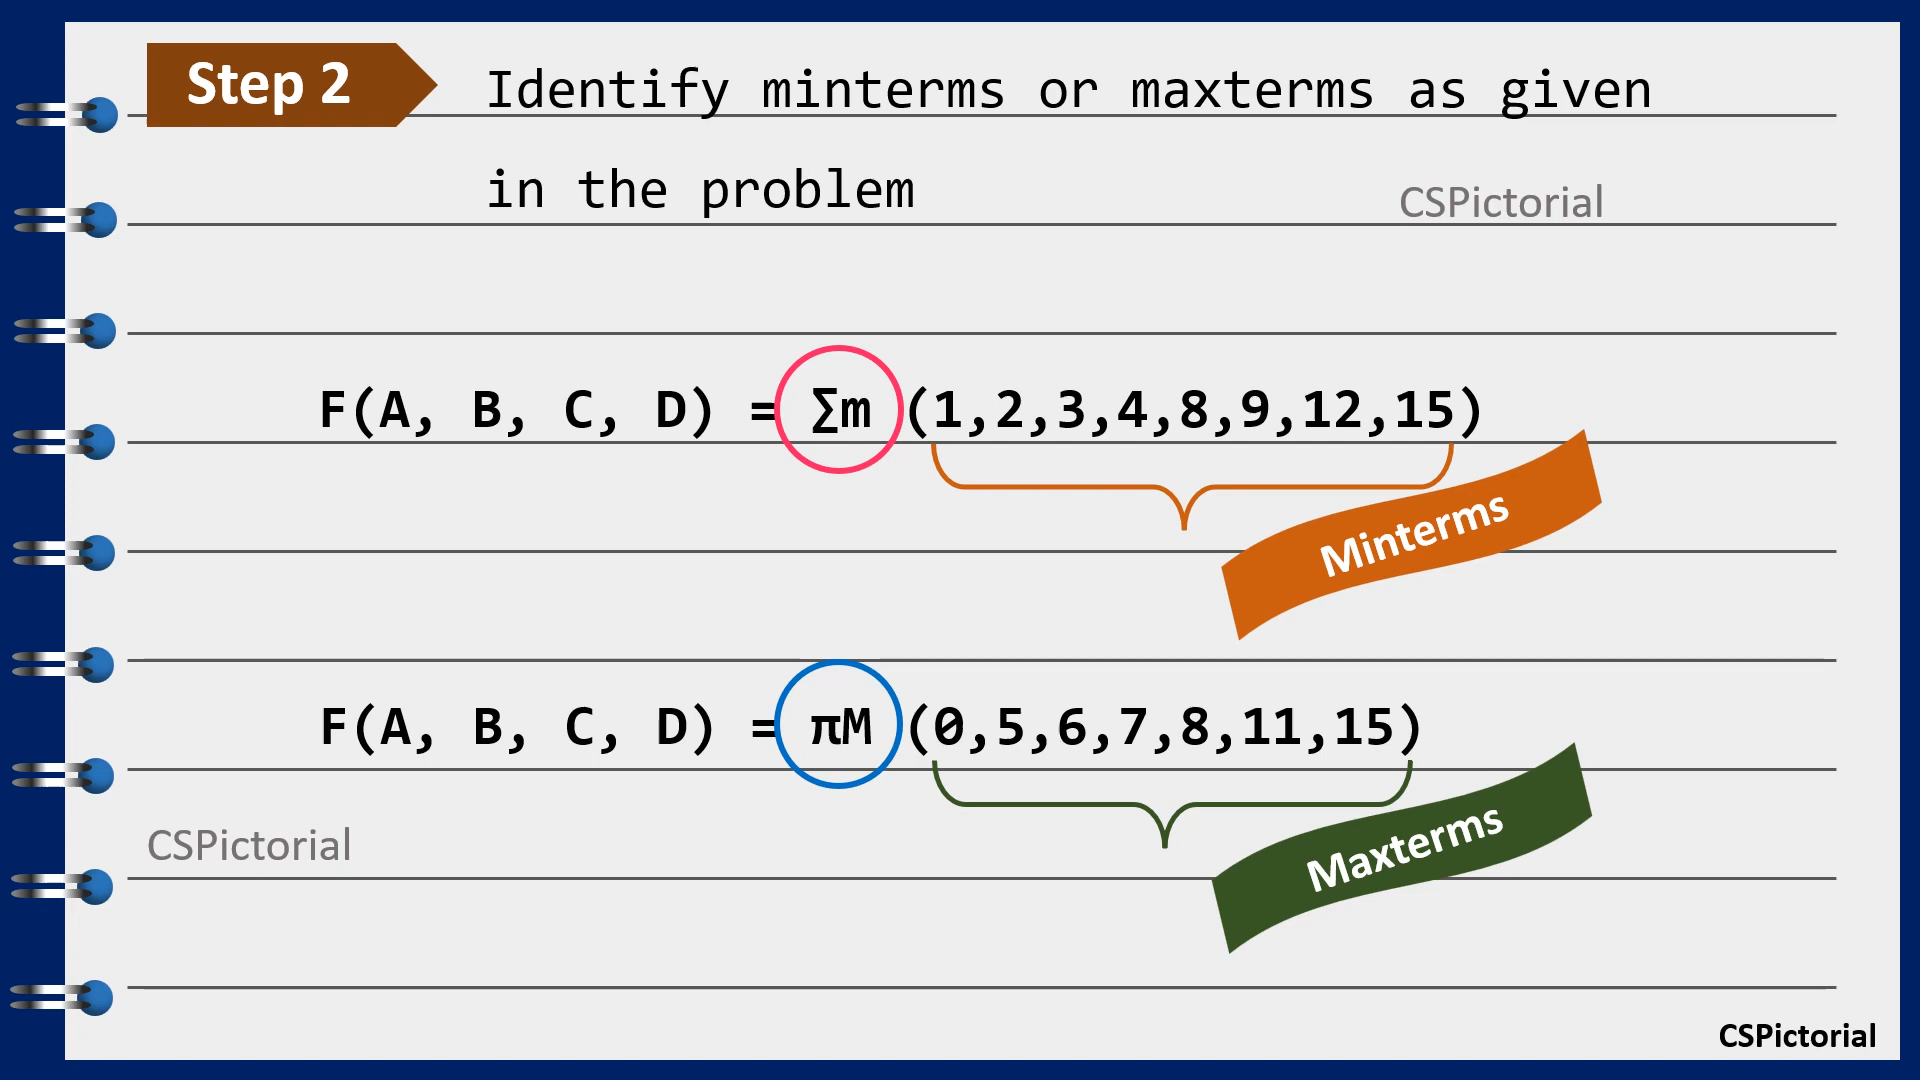 Step 2
Identify minterms or maxterms as given
in the problem
CSPictorial
F(A, B, C, D) = ∑m (1,2,3,4,8,9,12,15)
Minterms
F(A, B, C, D) = πM (0,5,6,7,8,11,15)
Maxterms
CSPictorial
CSPictorial